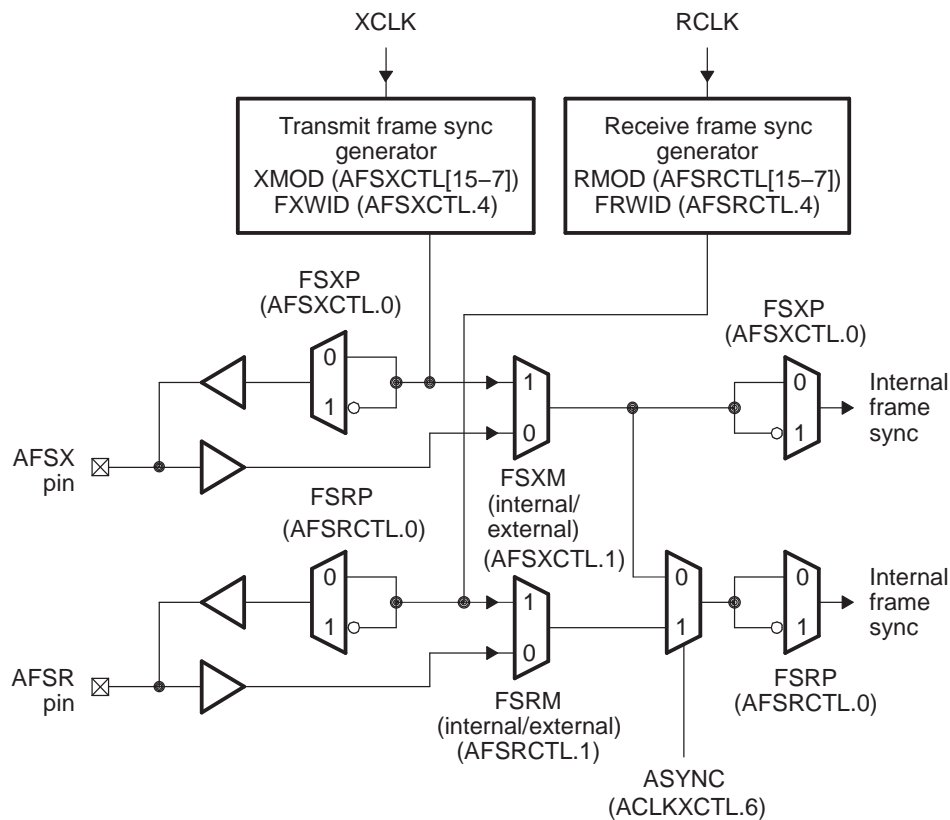 XCLK
RCLK
Transmit frame sync
generator
XMOD (AFSXCTL[15–7])
FXWID (AFSXCTL.4)
Receive frame sync
generator
RMOD (AFSRCTL[15–7])
FRWID (AFSRCTL.4)
FSXP
(AFSXCTL.0)
FSXP
(AFSXCTL.0)
0
1
1
0
0
1
Internal
frame
sync
AFSX
pin
FSXM
(internal/
external)
(AFSXCTL.1)
FSRP
(AFSRCTL.0)
0
1
1
0
0
1
0
1
Internal
frame
sync
AFSR
pin
FSRM
(internal/external)
(AFSRCTL.1)
FSRP
(AFSRCTL.0)
ASYNC
(ACLKXCTL.6)